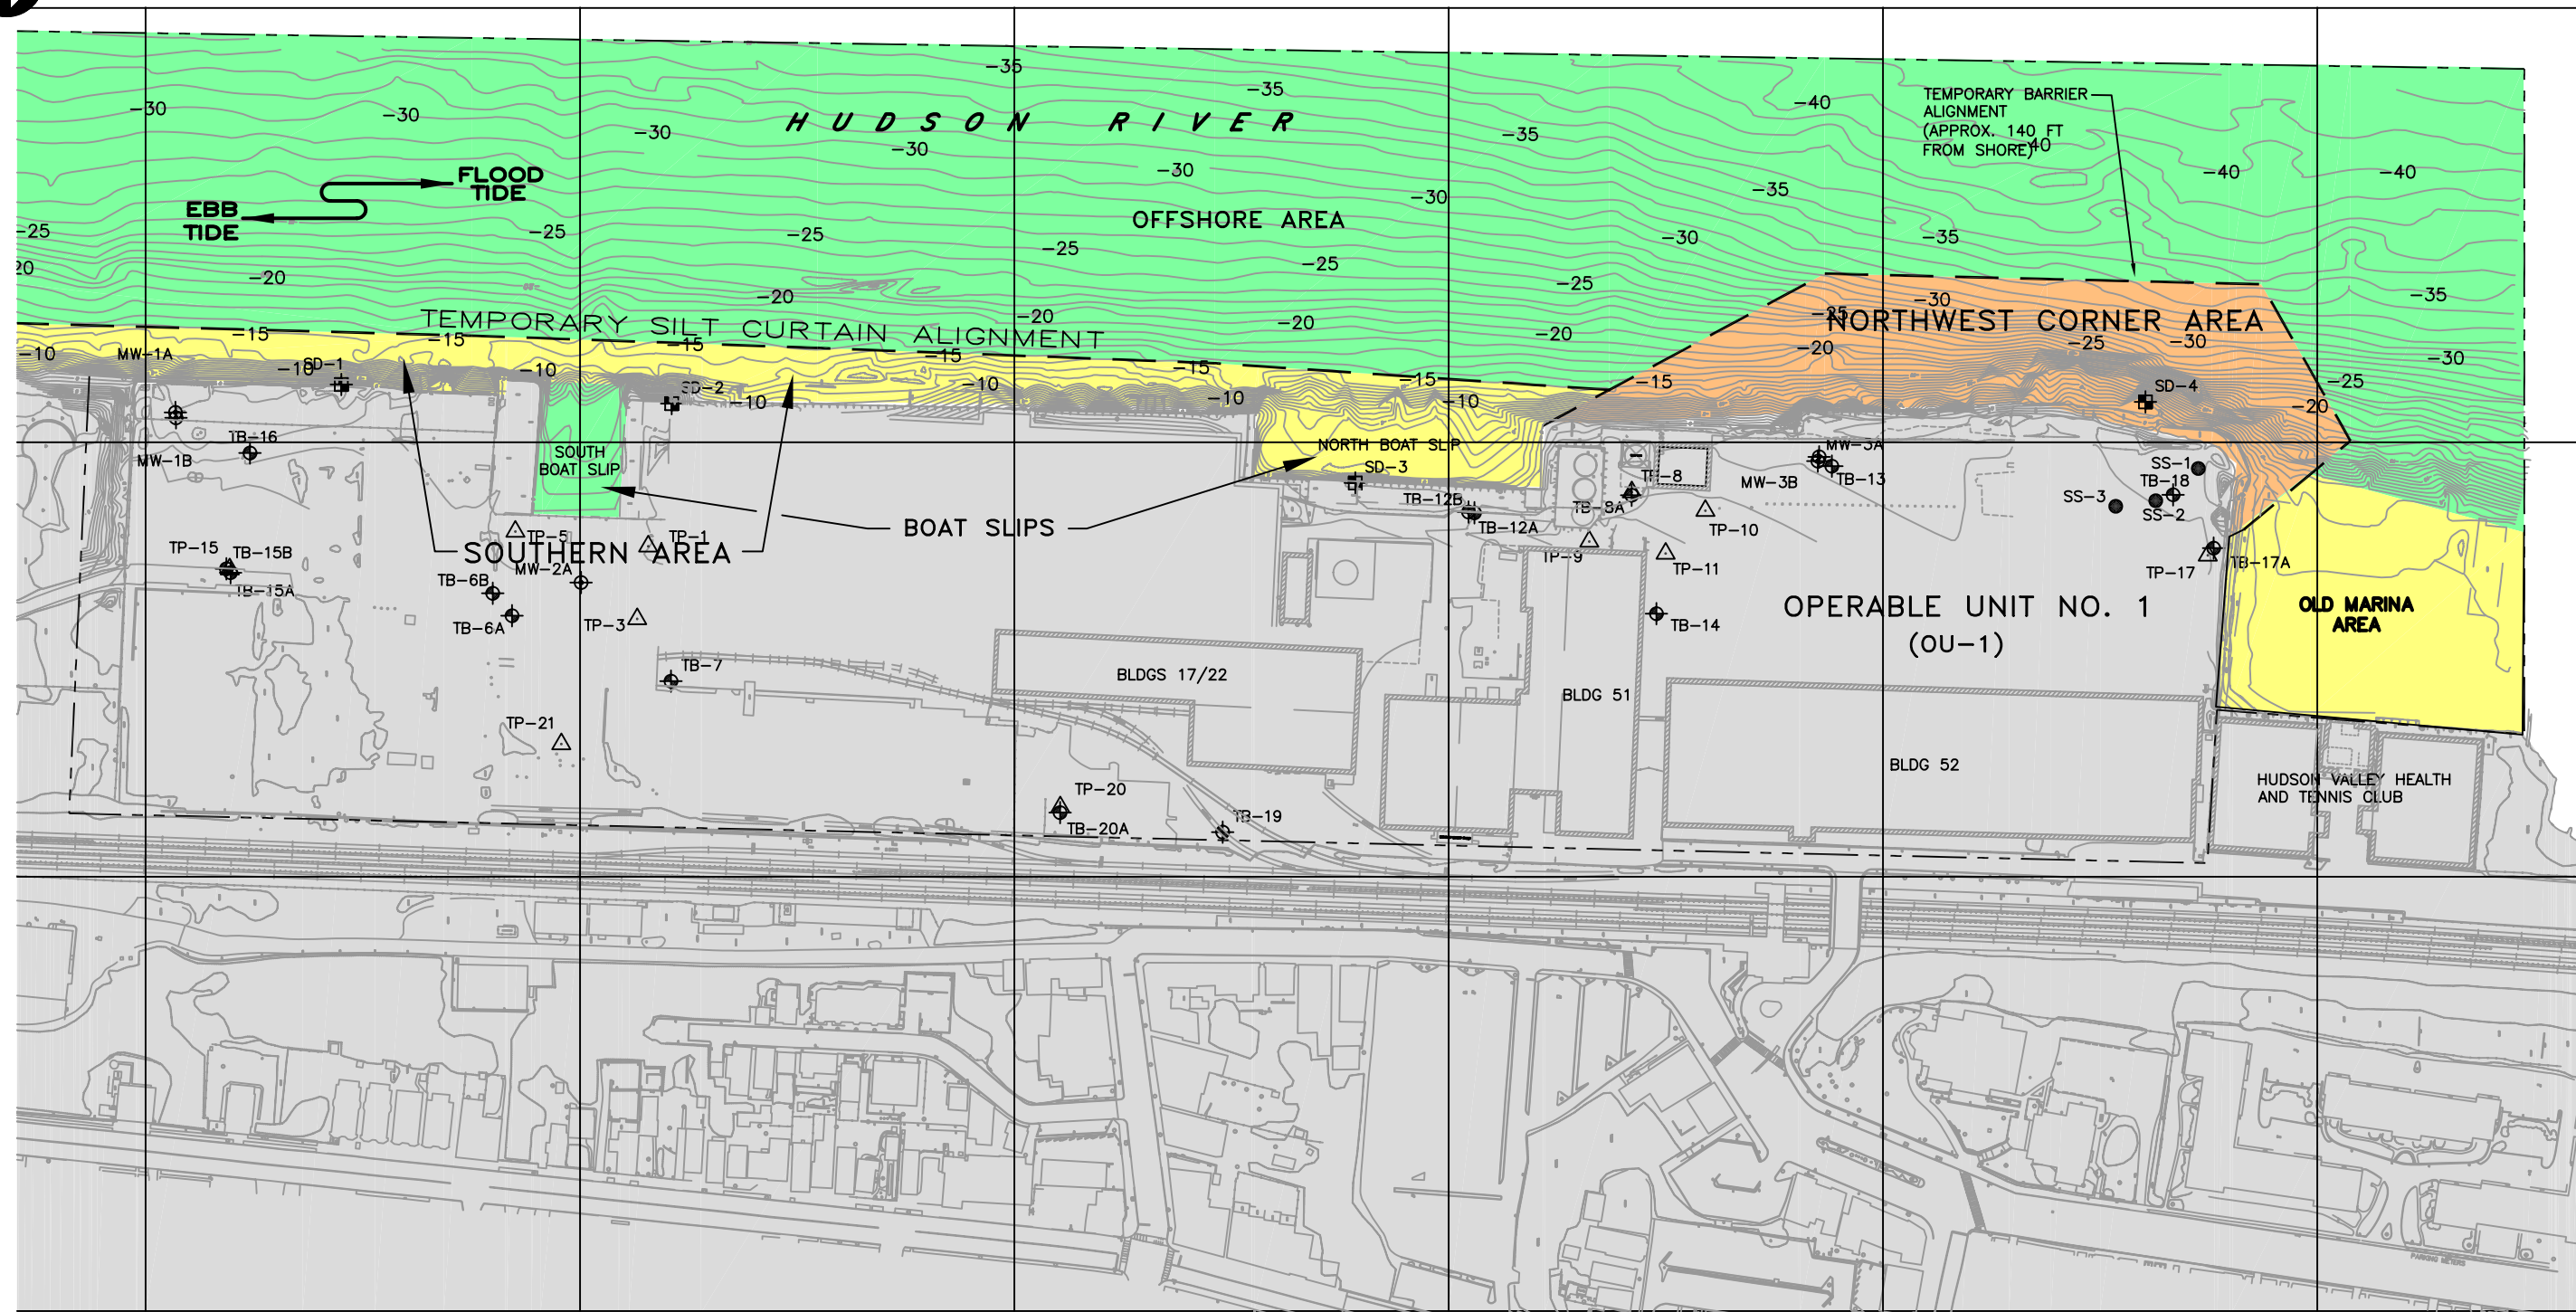 -35
-35
-40
TEMPORARY BARRIER
ALIGNMENT
(APPROX. 140 FT
FROM SHORE)
-40
-30
-30
-30
HUDSON RIVER
-30
-35
-30
-30
-35
-40
-40
FLOOD
TIDE
EBB
TIDE
OFFSHORE AREA
-25
-25
-25
-25
-25
-30
-35
20
-20
-20
-20
-20
-25
-20
-30
-25
-35
TEMPORARY SILT CURTAIN ALIGNMENT
NORTHWEST CORNER AREA
-15
-15
-15
-15
-15
-15
-15
-20
-25
-30
-30
-25
-20
-10
MW-1A
-10
SD-1
-10
SD-2
-10
-10
-10
-10
SD-4
TB-16
MW-1B
SOUTH
BOAT SLIP
NORTH BOAT SLIP
SD-3
MW-3A
MW-3B
TB-13
SS-1
TB-18
SS-3
SS-2
TB-12B
TB-12A
TP-8
TB-8A
TP-10
TP-9
TP-11
BOAT SLIPS
TP-5
TP-1
SOUTHERN AREA
TP-15
TB-15B
TB-15A
MW-2A
TB-6B
TB-6A
TP-3
TP-17
TB-17A
OPERABLE UNIT NO. 1
(OU-1)
OLD MARINA
AREA
TB-14
TB-7
BLDGS 17/22
BLDG 51
TP-21
BLDG 52
HUDSON VALLEY HEALTH
AND TENNIS CLUB
TP-20
TB-20A
TB-19
PARKING METERS